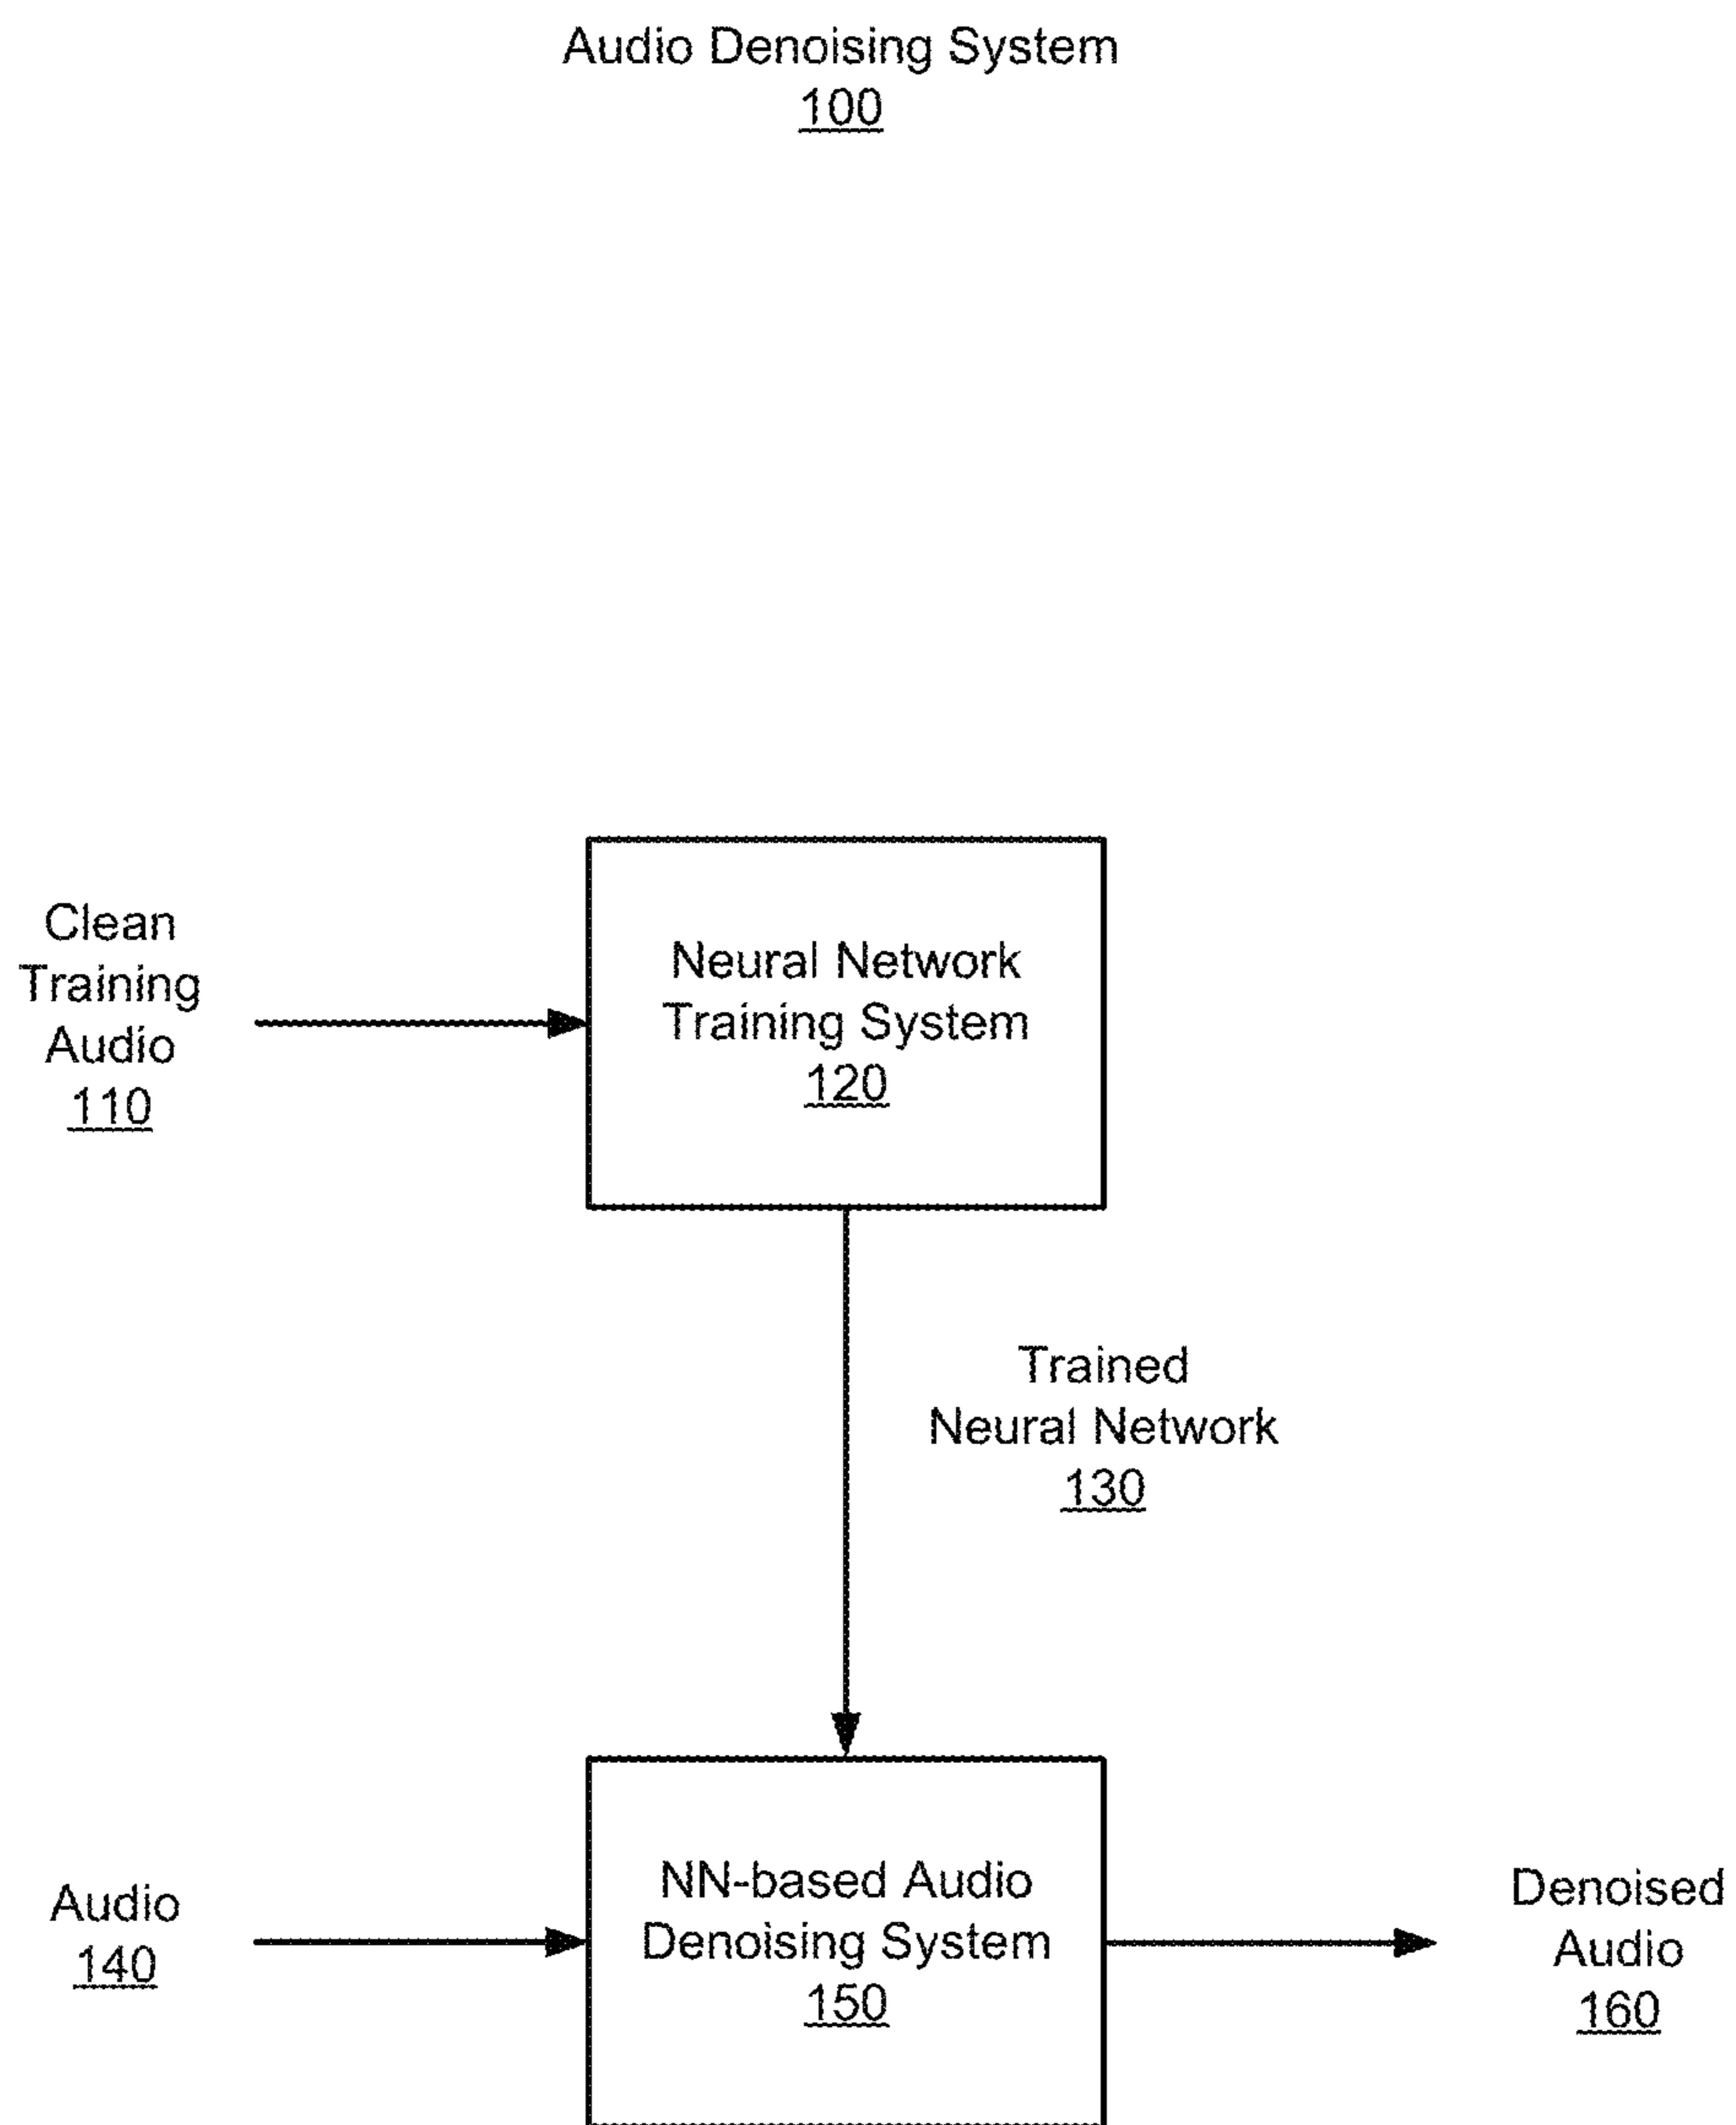 Audio Denoising System
100
Clean
Training
Audio
110
Neural Network
Training System
120
Trained
Neural Network
130
Audio
140
NN-based Audio
Denoising System
150
Denoised
Audio
160